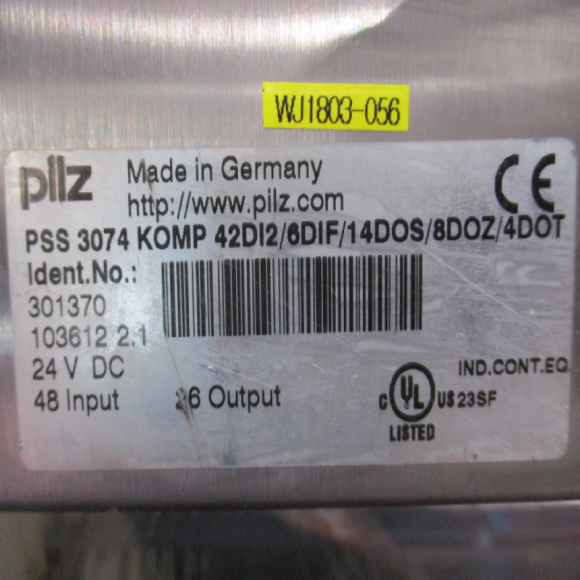 WJ1803-056
pilz Made in Germany
http://www.pilz.com
CE
PSS 3074 KOMP 42DI2/6DIF/14DOS/8DOZ/4DOT
Ident.No.:
301370
103612 2.1
24 V DC
48 Input 26 Output
IND.CONT.EQ
C UL US 23SF
LISTED